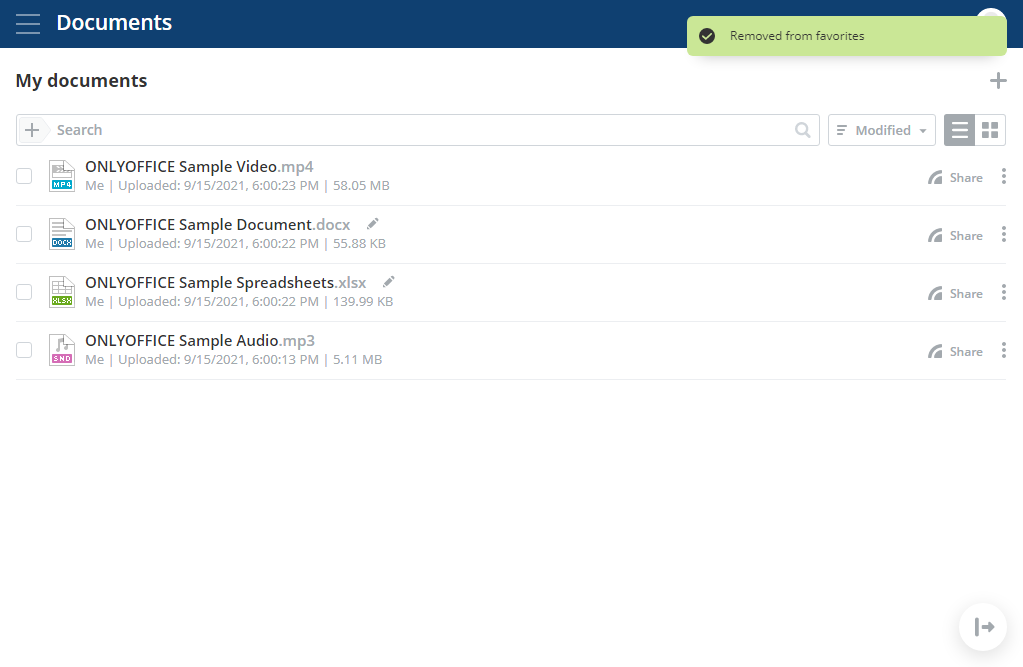 Documents
Removed from favorites
My documents
Search
Modified
ONLYOFFICE Sample Video.mp4
MP4
Me | Uploaded: 9/15/2021, 6:00:23 PM | 58.05 MB
Share
ONLYOFFICE Sample Document.docx
DOCX
Me | Uploaded: 9/15/2021, 6:00:22 PM | 55.88 KB
Share
ONLYOFFICE Sample Spreadsheets.xlsx
XLSX
Me | Uploaded: 9/15/2021, 6:00:22 PM | 139.99 KB
Share
ONLYOFFICE Sample Audio.mp3
SND
Me | Uploaded: 9/15/2021, 6:00:13 PM | 5.11 MB
Share